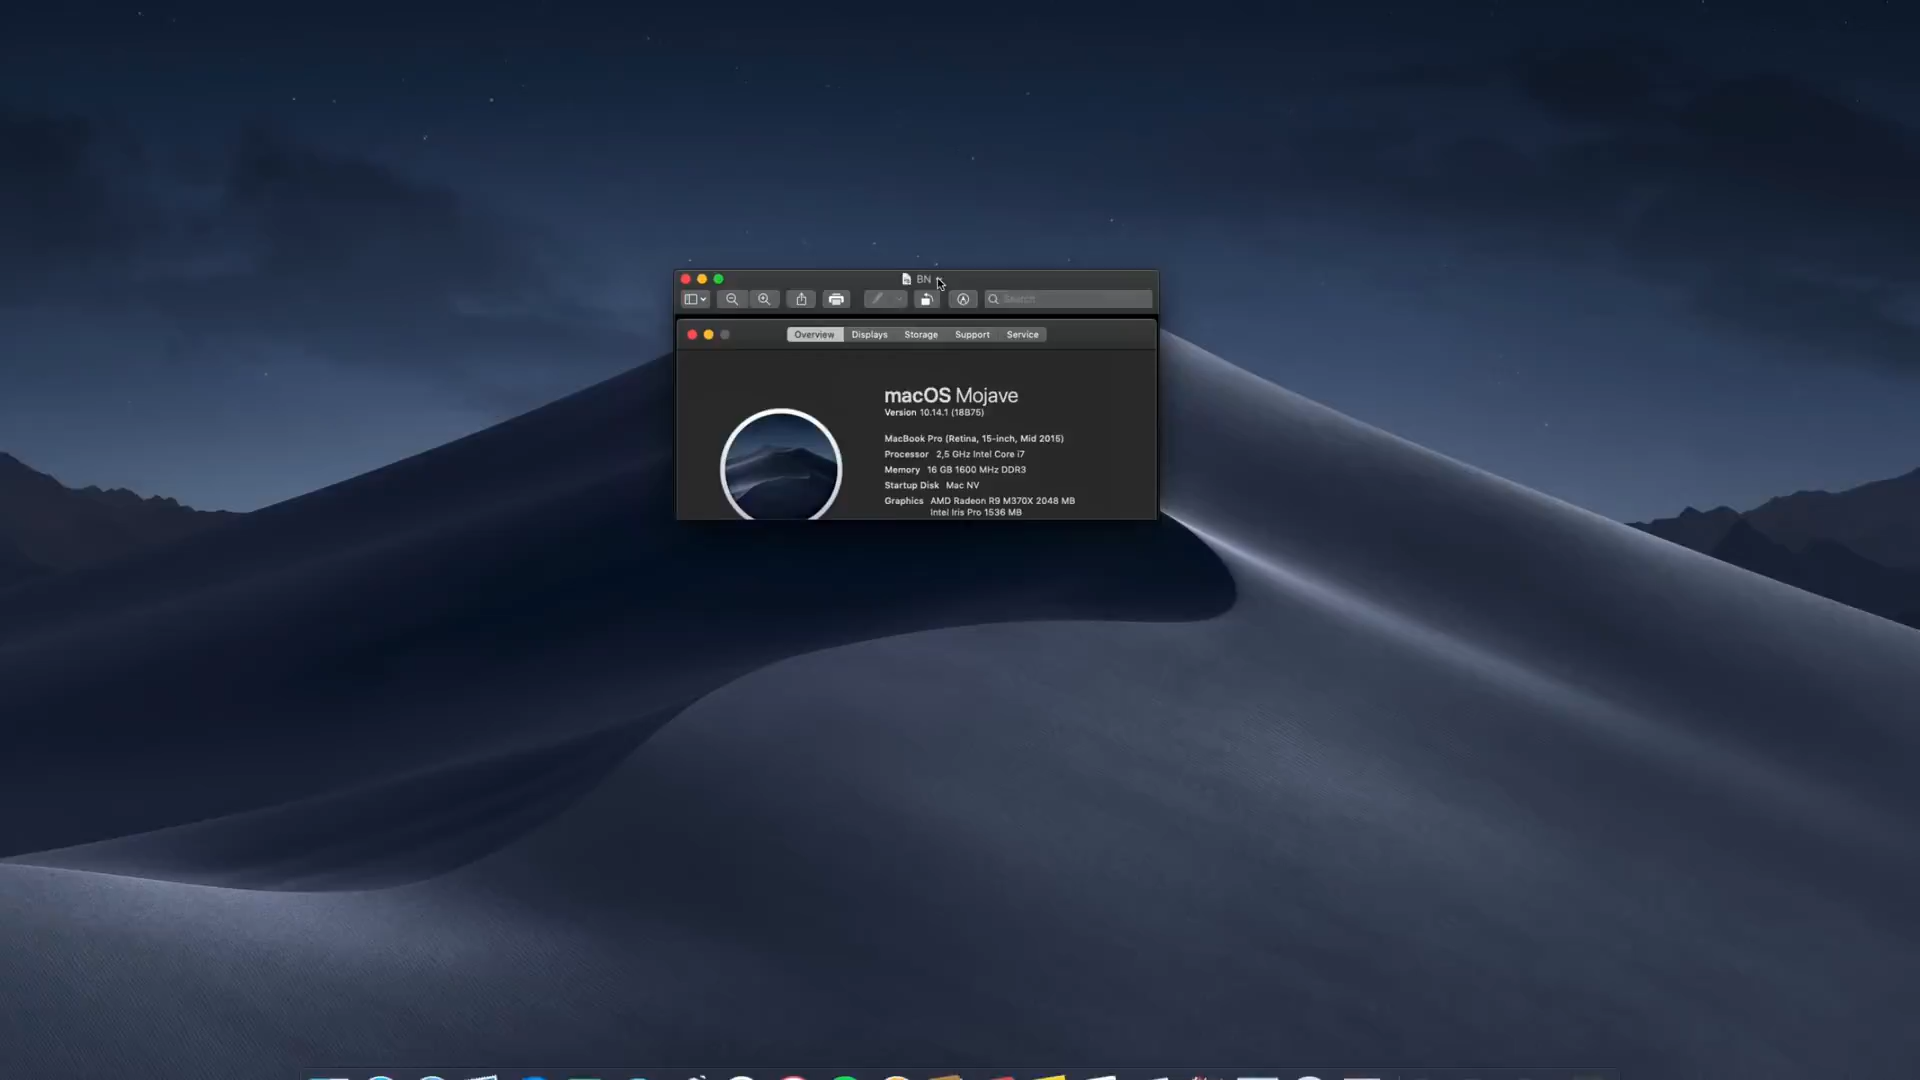 BN
Search
Overview Displays Storage Support Service
macOS Mojave
Version 10.14.1 (18B75)
MacBook Pro (Retina, 15-inch, Mid 2015)
Processor 2,5 GHz Intel Core i7
Memory 16 GB 1600 MHz DDR3
Startup Disk Mac NV
Graphics AMD Radeon R9 M370X 2048 MB
Intel Iris Pro 1536 MB